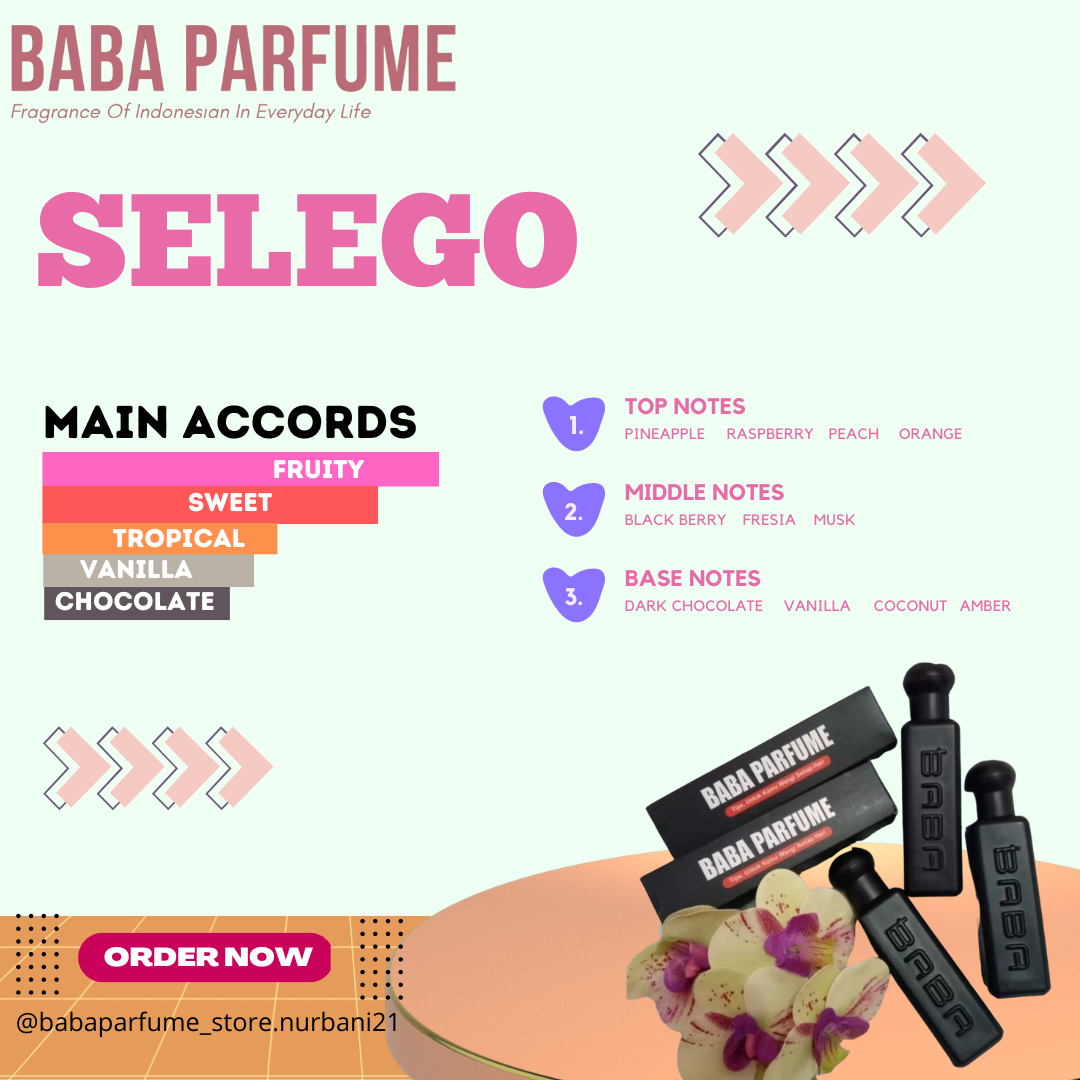 BABA PARFUME
Fragrance Of Indonesian In Everyday Life
SELEGO
MAIN ACCORDS
FRUITY
SWEET
TROPICAL
VANILLA
CHOCOLATE
1.
TOP NOTES
PINEAPPLE RASPBERRY PEACH ORANGE
2.
MIDDLE NOTES
BLACK BERRY FRESIA MUSK
3.
BASE NOTES
DARK CHOCOLATE VANILLA COCONUT AMBER
BABA PARFUME
Tips, Untuk Kamu Wangi Setiap Hari
BABA PARFUME
Tips, Untuk Kamu Wangi Setiap Hari
BABA
BABA
BABA
ORDER NOW
@babaparfume_store.nurbani21